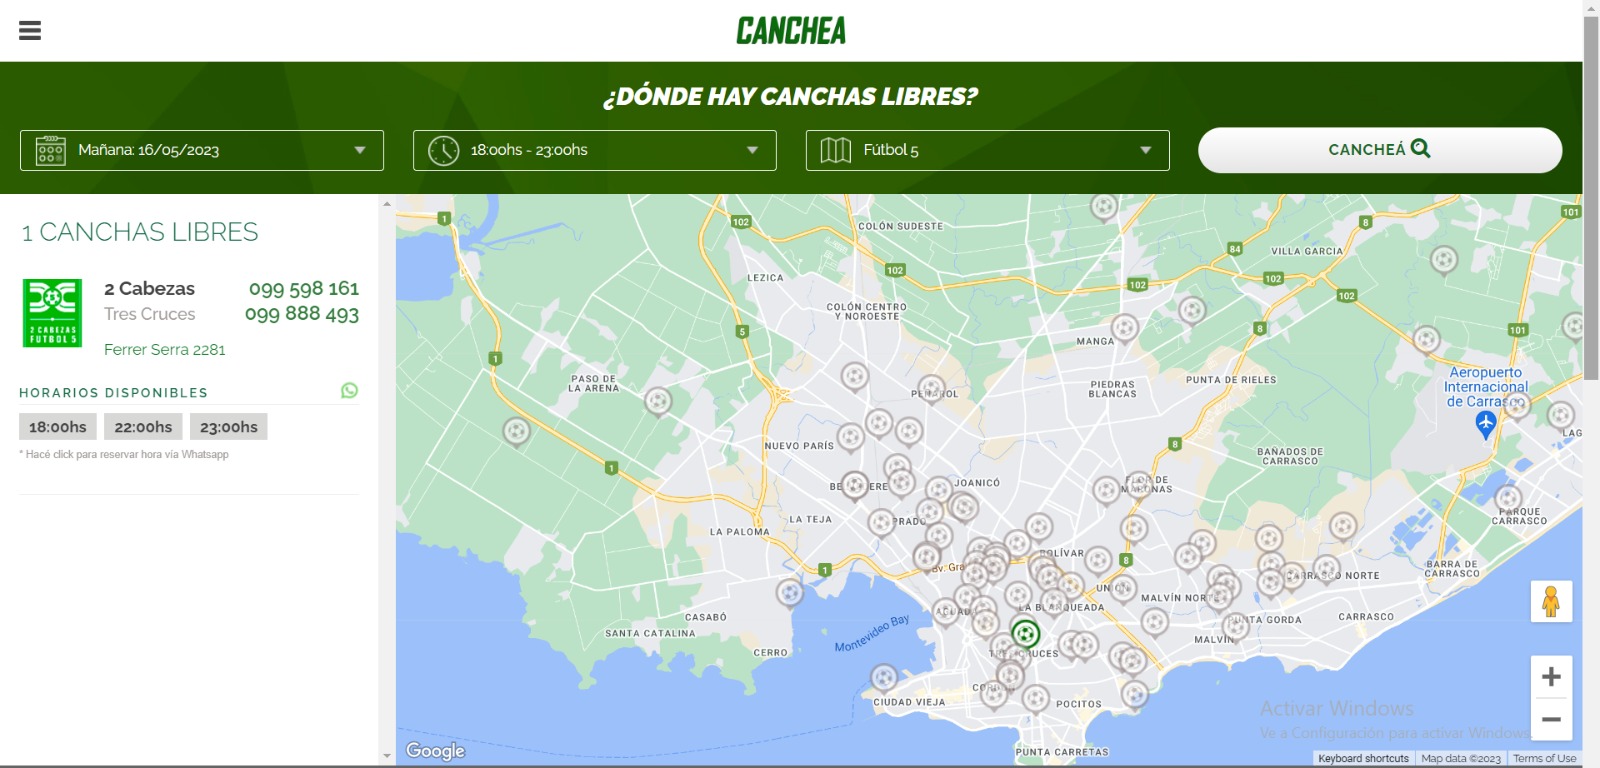 CANCHEA
¿DÓNDE HAY CANCHAS LIBRES?
Mañana: 16/05/2023
18:00hs - 23:00hs
Fútbol 5
CANCHEÁ
1 CANCHAS LIBRES
2 CABEZAS
FUTBOL 5
2 Cabezas
099 598 161
Tres Cruces
099 888 493
Ferrer Serra 2281
HORARIOS DISPONIBLES
18:00hs
22:00hs
23:00hs
* Hacé click para reservar hora vía Whatsapp
1
102
COLÓN SUDESTE
8
101
84
VILLA GARCIA
LEZICA
102
102
102
102
COLÓN CENTRO
Y NOROESTE
5
8
101
MANGA
1
Aeropuerto
Internacional
de Carrasco
PASO DE
LA ARENA
PEÑAROL
PIEDRAS
BLANCAS
PUNTA DE RIELES
NUEVO PARÍS
8
LAG
BAÑADOS DE
CARRASCO
1
JOANICÓ
FLOR DE
MAROÑAS
LA TEJA
PRADO
PARQUE
CARRASCO
LA PALOMA
BOLÍVAR
8
1
Bv. Gra
BARRA DE
CARRASCO
CARRASCO NORTE
UNIÓN
MALVÍN NORTE
AGUADA
LA BLANQUEADA
CASABÓ
CARRASCO
PUNTA GORDA
Montevideo Bay
SANTA CATALINA
MALVÍN
CERRO
TRES CRUCES
CIUDAD VIEJA
POCITOS
PUNTA CARRETAS
Activar Windows
Ve a Configuración para activar Windows.
Google
Keyboard shortcuts
Map data ©2023
Terms of Use